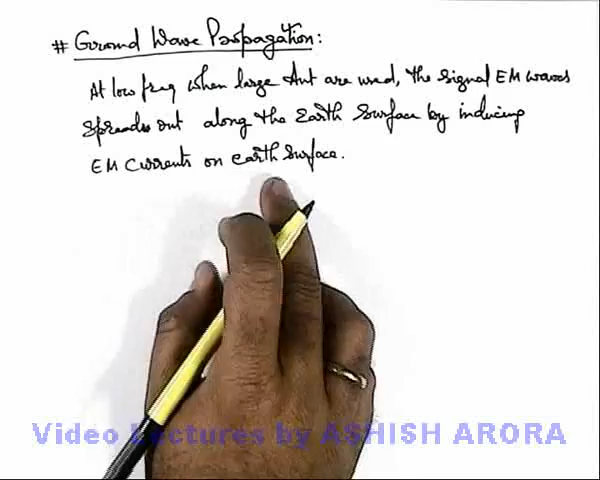 # Ground Wave Propagation:
At low freq when large Ant are used, the signal EM waves
spreads out along the Earth Surface by inducing
EM Currents on earth surface.
Video Lectures by ASHISH ARORA